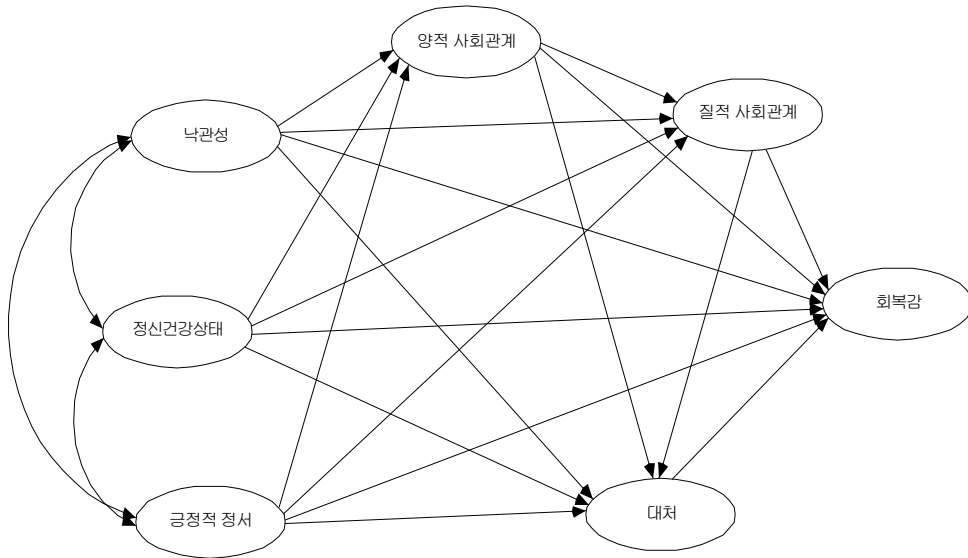 양적 사회관계
질적 사회관계
낙관성
회복감
정신건강상태
긍정적 정서
대처